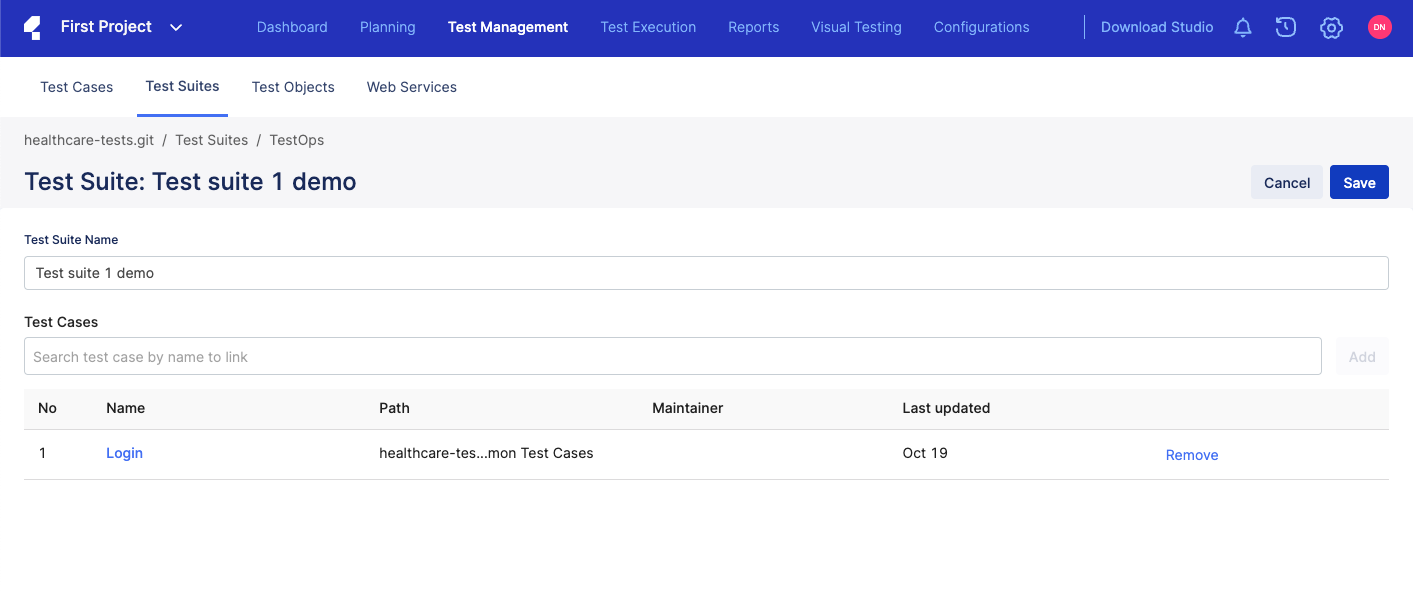 First Project Dashboard Planning Test Management Test Execution Reports Visual Testing Configurations Download Studio DN
Test Cases Test Suites Test Objects Web Services
healthcare-tests.git / Test Suites / TestOps
Test Suite: Test suite 1 demo Cancel Save
Test Suite Name
Test suite 1 demo
Test Cases
Search test case by name to link Add
No Name Path Maintainer Last updated
1 Login healthcare-tes...mon Test Cases Oct 19 Remove